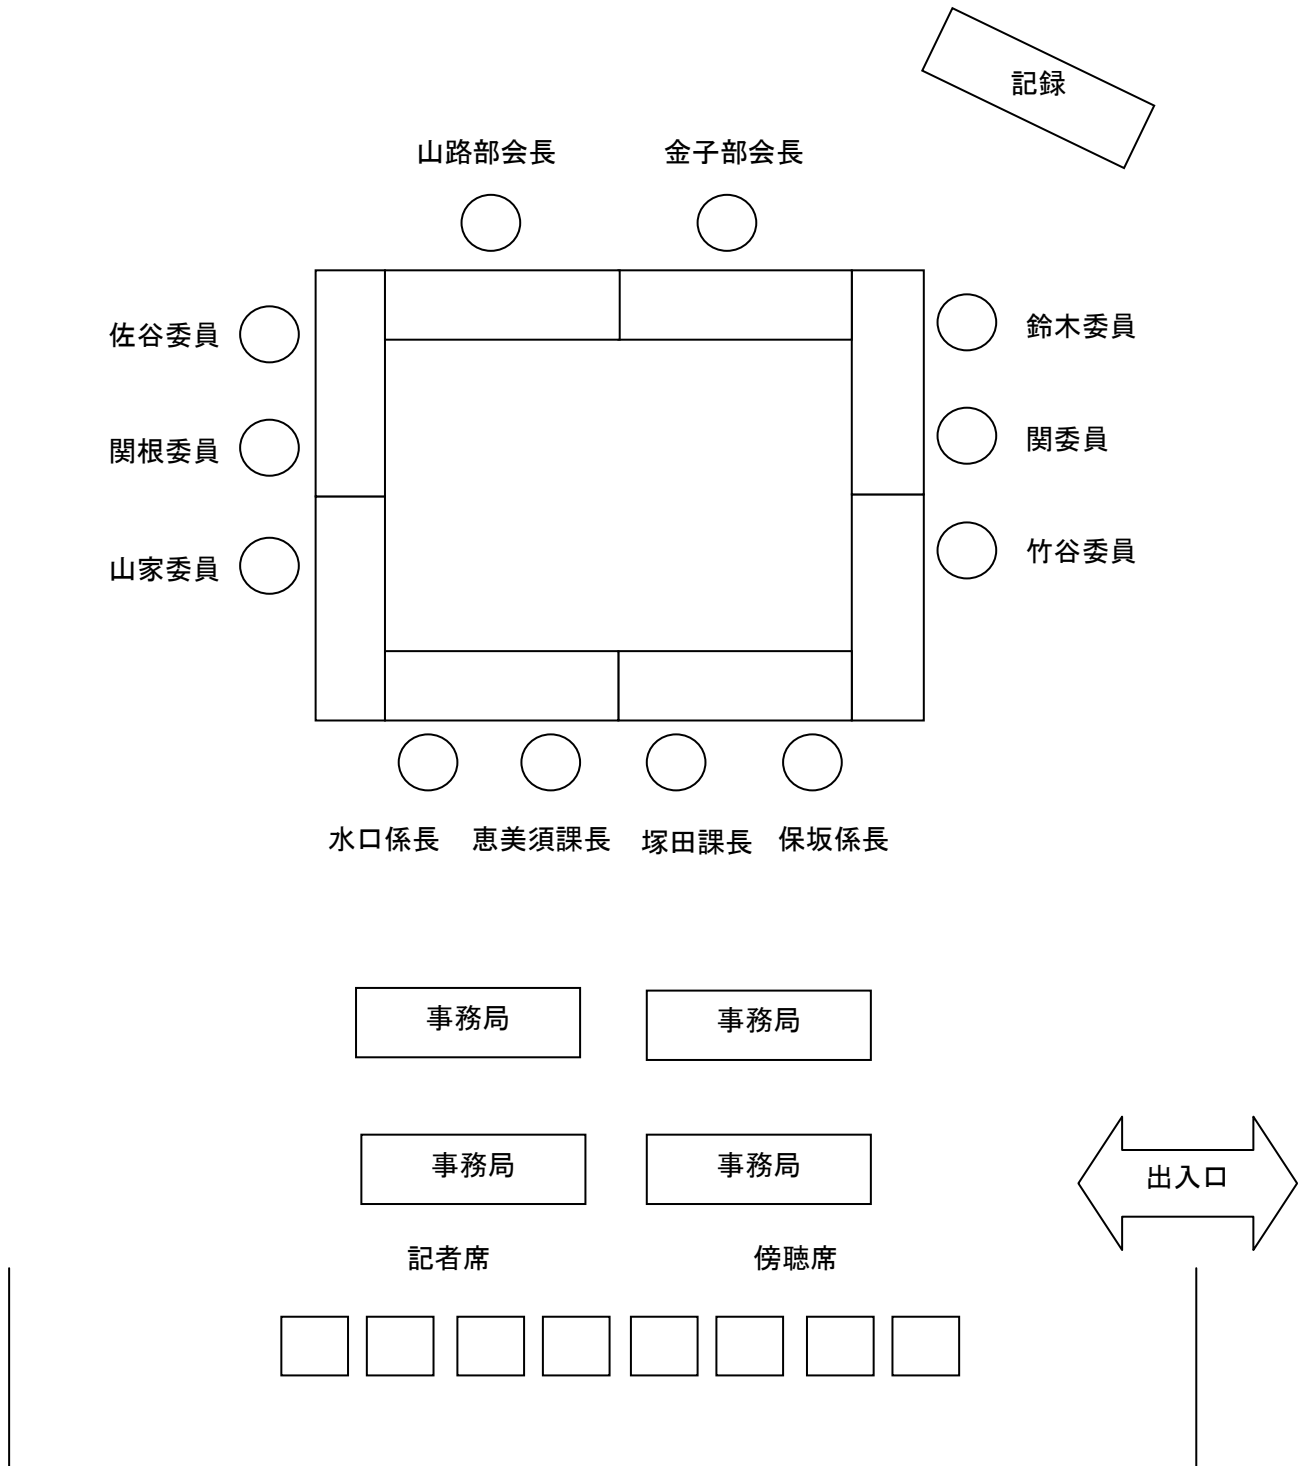 記録
山路部会長 金子部会長
佐谷委員 鈴木委員
関根委員 関委員
山家委員 竹谷委員
水口係長 恵美須課長 塚田課長 保坂係長
事務局 事務局
事務局 事務局
出入口
記者席 傍聴席